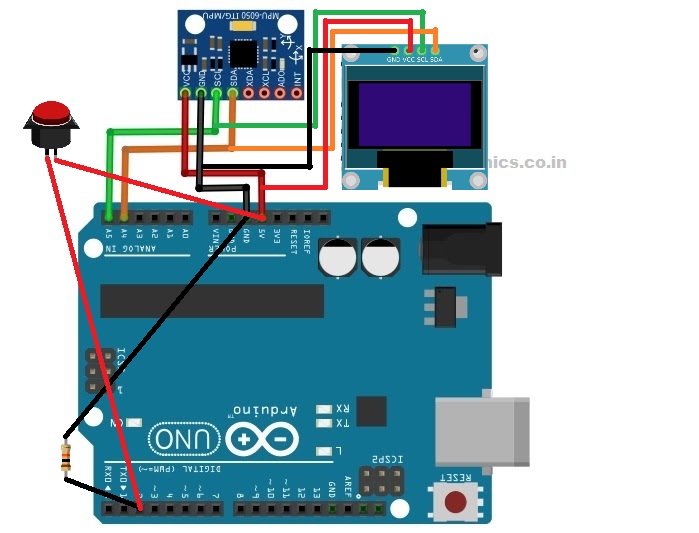 MPU-6050 ITG/MPU
Y
X
VCC
GND
SCL
SDA
XDA
XCL
ADO
INT
GND VCC SCL SDA
nics.co.in
A5
A4
A3
A2
A1
A0
VIN
GND
5V
3V3
RESET
IOREF
ANALOG IN
POWER
ICSP
1
ON
Arduino™
UNO
RX
TX
L
DIGITAL (PWM=~)
ICSP2
RX0
TX0
1
2
~3
4
~5
~6
7
8
~9
~10
~11
12
13
GND
AREF
RESET